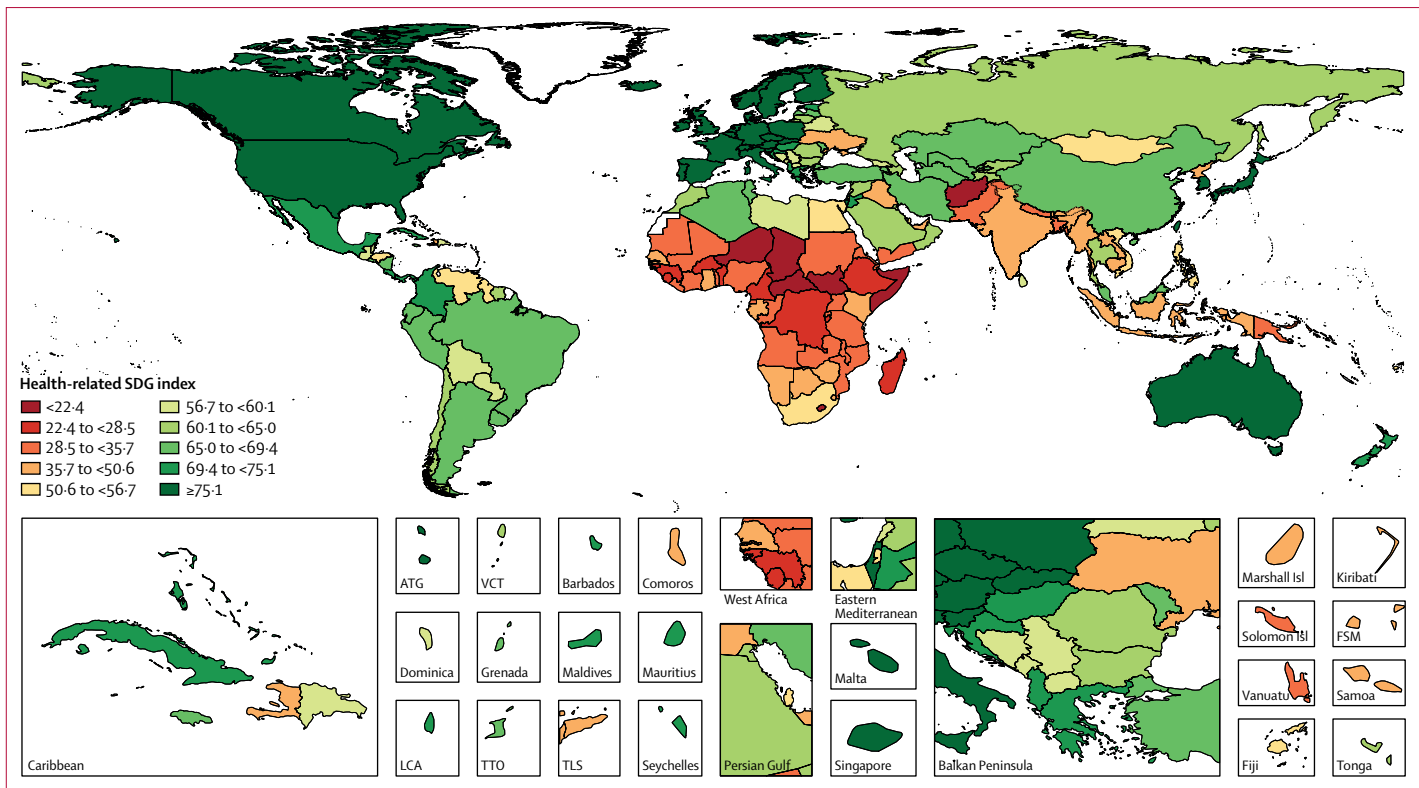 Health-related SDG index
<22·4
22·4 to <28·5
28·5 to <35·7
35·7 to <50·6
50·6 to <56·7
56·7 to <60·1
60·1 to <65·0
65·0 to <69·4
69·4 to <75·1
≥75·1
Caribbean
ATG
VCT
Barbados
Comoros
Dominica
Grenada
Maldives
Mauritius
LCA
TTO
TLS
Seychelles
West Africa
Eastern
Mediterranean
Persian Gulf
Malta
Singapore
Balkan Peninsula
Marshall Isl
Kiribati
Solomon Isl
FSM
Vanuatu
Samoa
Fiji
Tonga